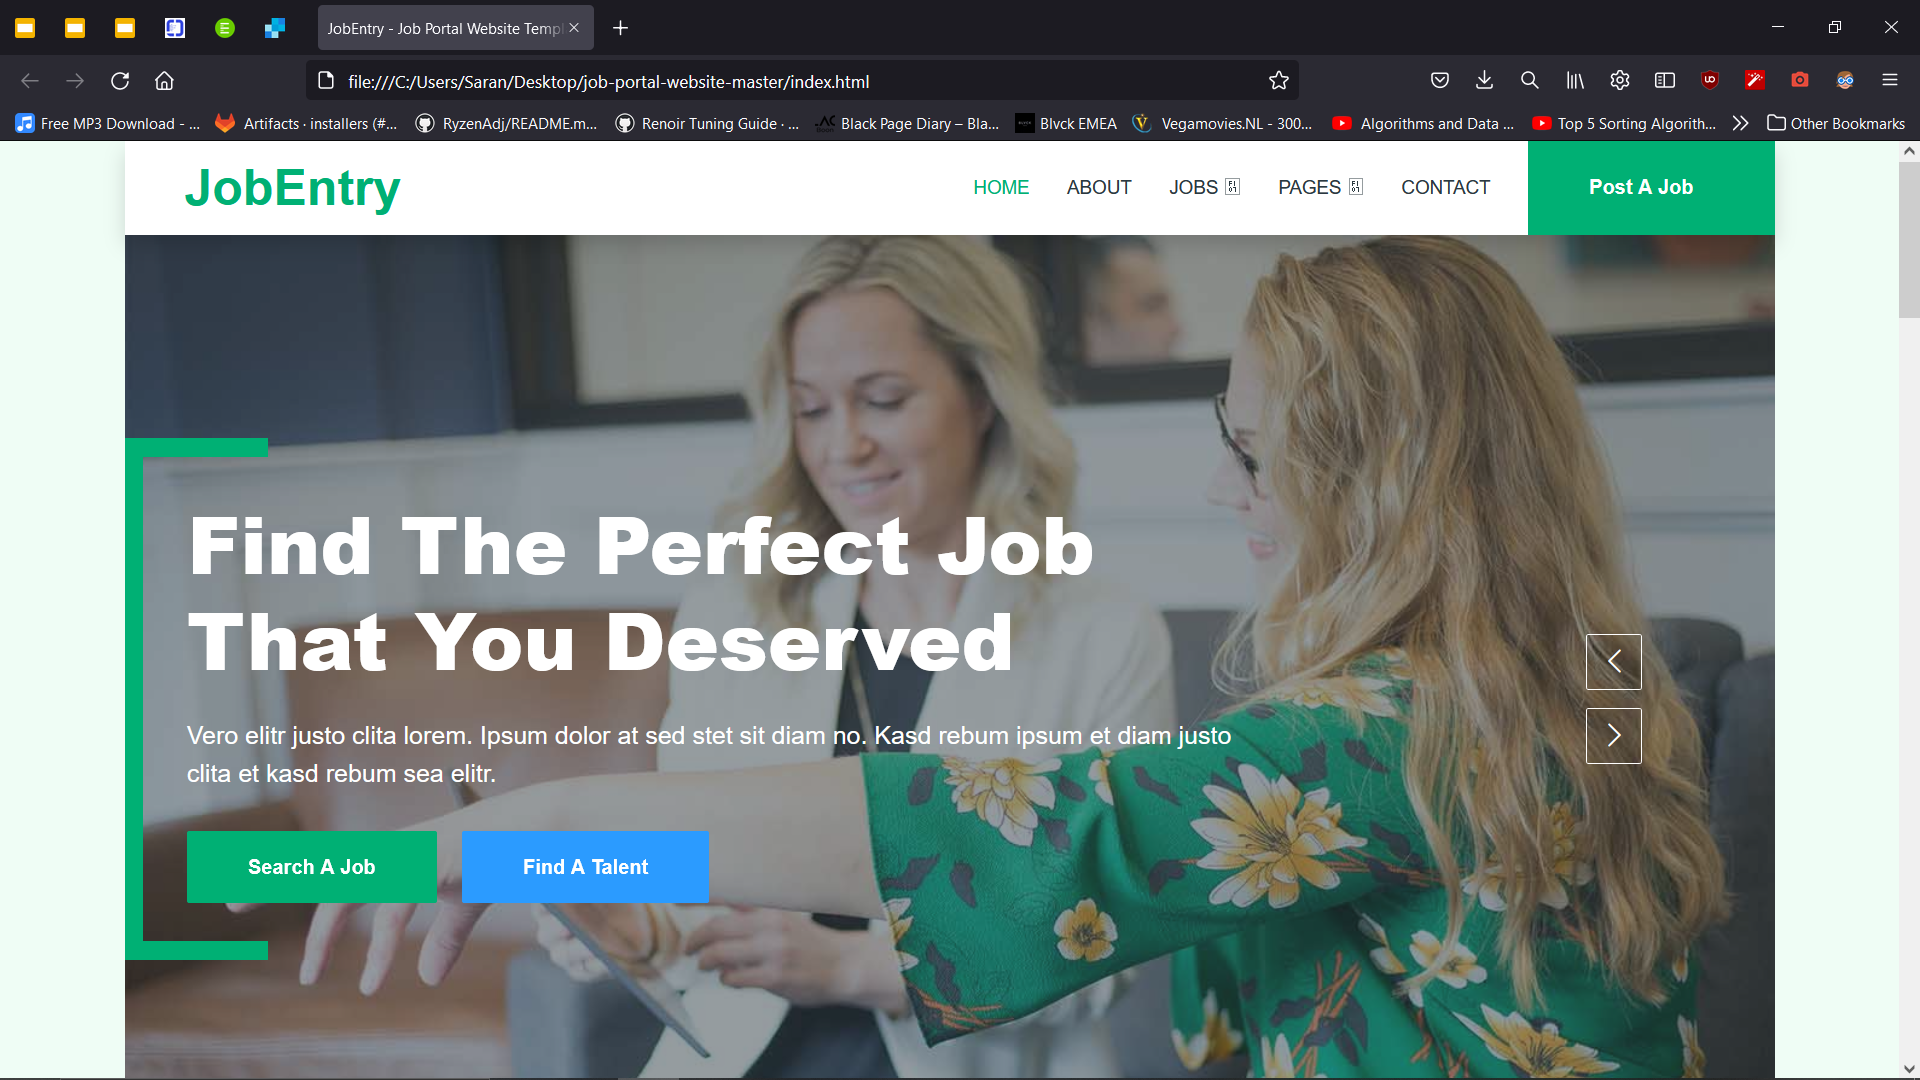 JobEntry - Job Portal Website Templ
file:///C:/Users/Saran/Desktop/job-portal-website-master/index.html
Free MP3 Download - ... Artifacts · installers (#... RyzenAdj/README.m... Renoir Tuning Guide · ... Black Page Diary – Bla... Blvck EMEA Vegamovies.NL - 300... Algorithms and Data ... Top 5 Sorting Algorith... Other Bookmarks
JobEntry HOME ABOUT JOBS PAGES CONTACT Post A Job
Find The Perfect Job
That You Deserved
Vero elitr justo clita lorem. Ipsum dolor at sed stet sit diam no. Kasd rebum ipsum et diam justo
clita et kasd rebum sea elitr.
Search A Job Find A Talent